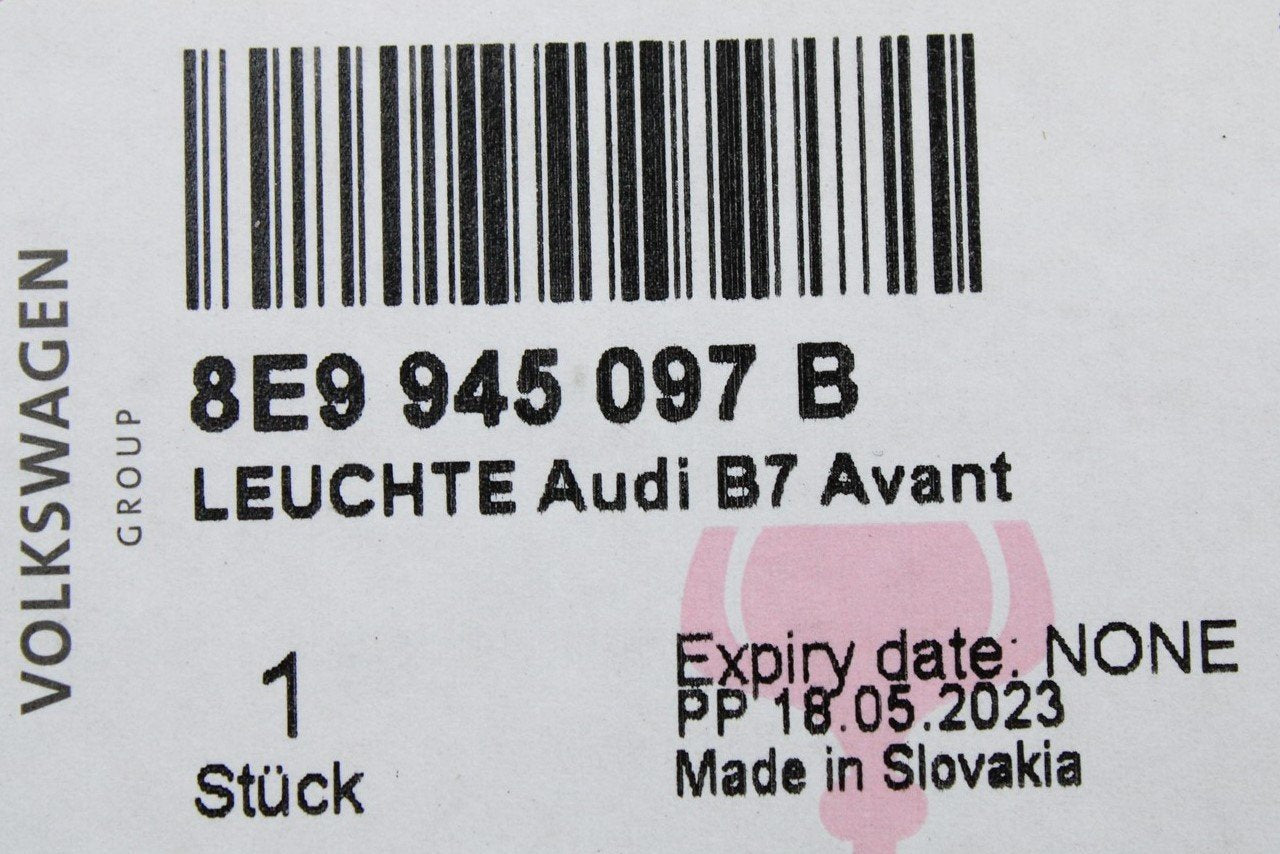 VOLKSWAGEN
GROUP
8E9 945 097 B
LEUCHTE Audi B7 Avant
1
Stück
Expiry date: NONE
PP 18.05.2023
Made in Slovakia